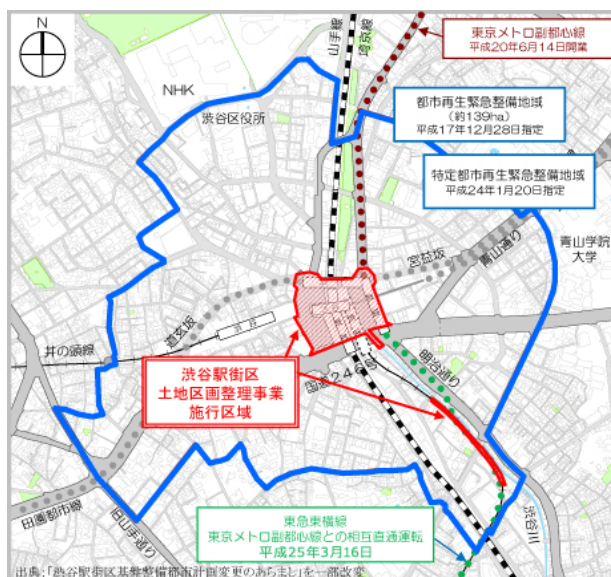 N
山手線
埼京線
東京メトロ副都心線
平成20年6月14日開業
NHK
渋谷区役所
都市再生緊急整備地域
(約139ha)
平成17年12月28日指定
特定都市再生緊急整備地域
平成24年1月20日指定
宮益坂
青山通り
青山学院
大学
道玄坂
井の頭線
渋谷駅街区
土地区画整理事業
施行区域
国道246号
明治通り
田園都市線
旧山手通り
渋谷川
東急東横線
東京メトロ副都心線との相互直通運転
平成25年3月16日
出典:「渋谷駅街区基盤整備都市計画変更のあらまし」を一部改変